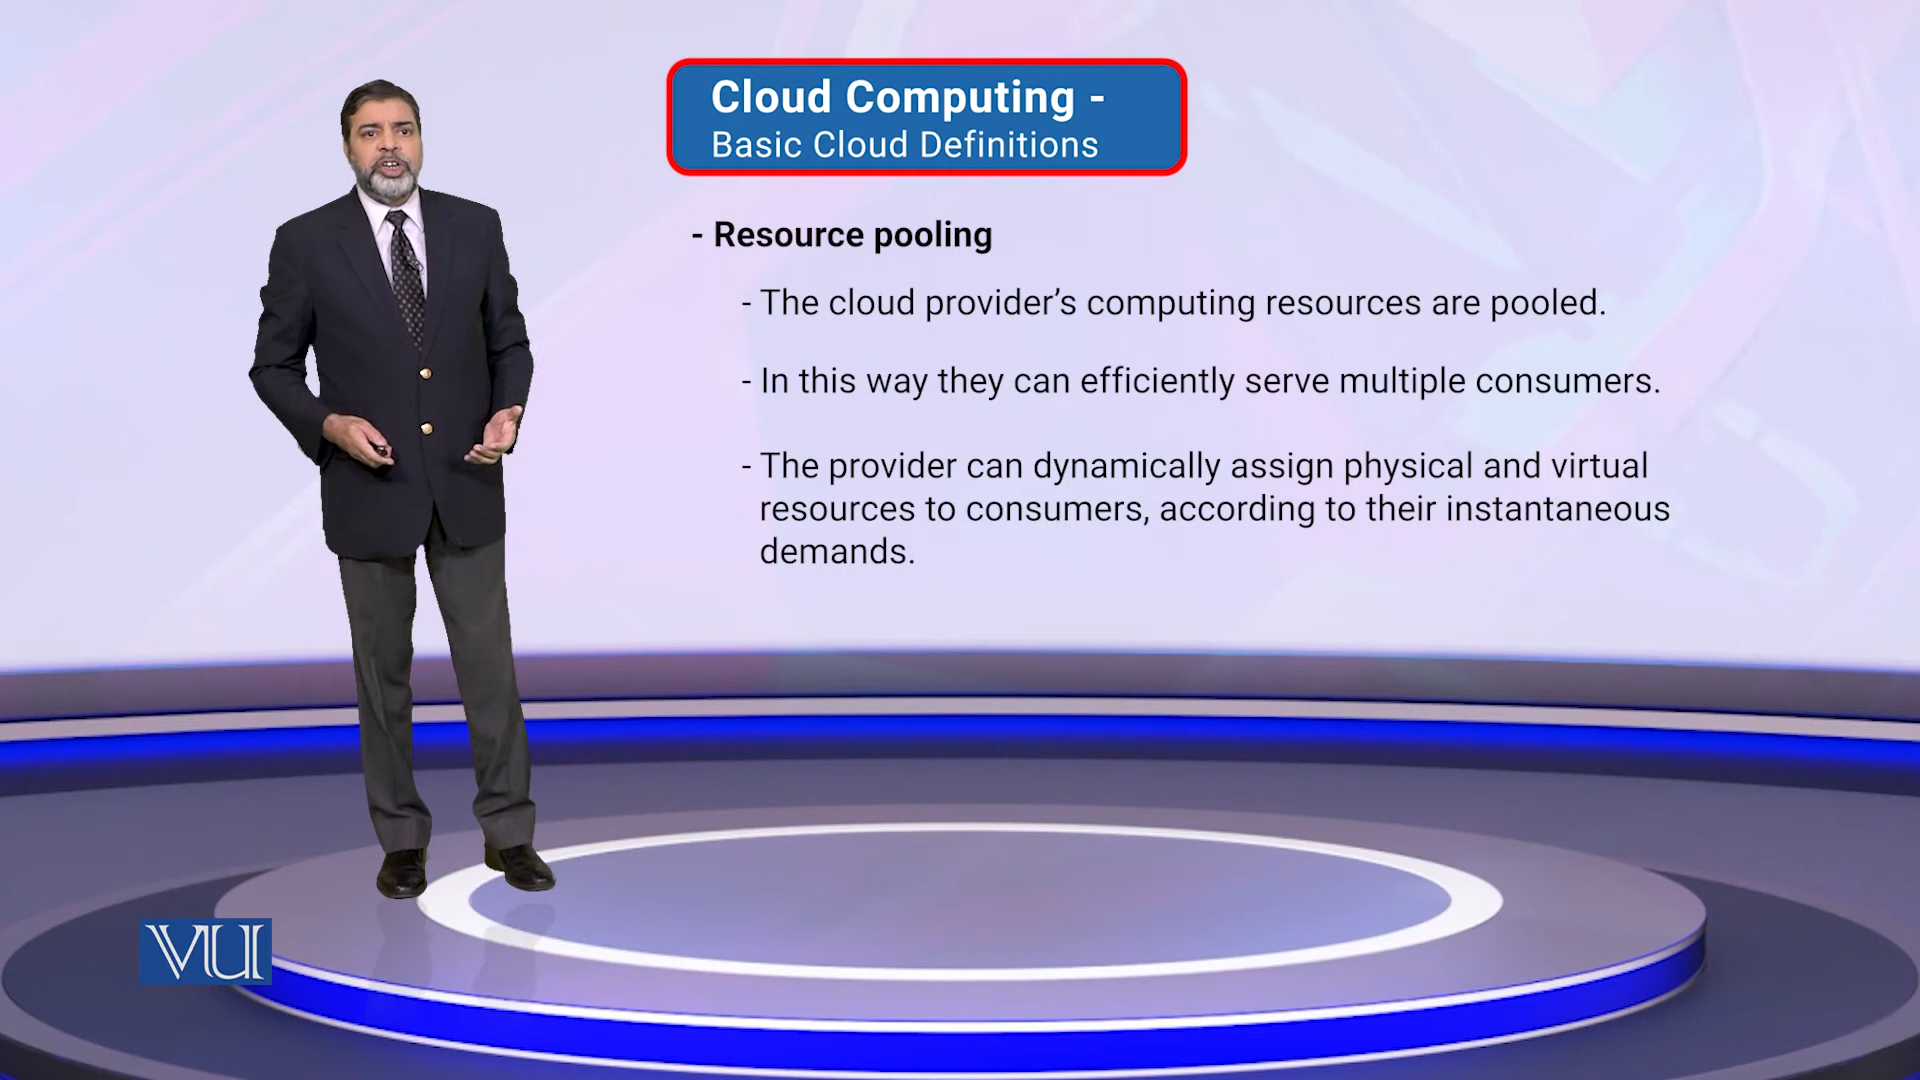 Cloud Computing -
Basic Cloud Definitions
- Resource pooling
- The cloud provider’s computing resources are pooled.
- In this way they can efficiently serve multiple consumers.
- The provider can dynamically assign physical and virtual
resources to consumers, according to their instantaneous
demands.
VU